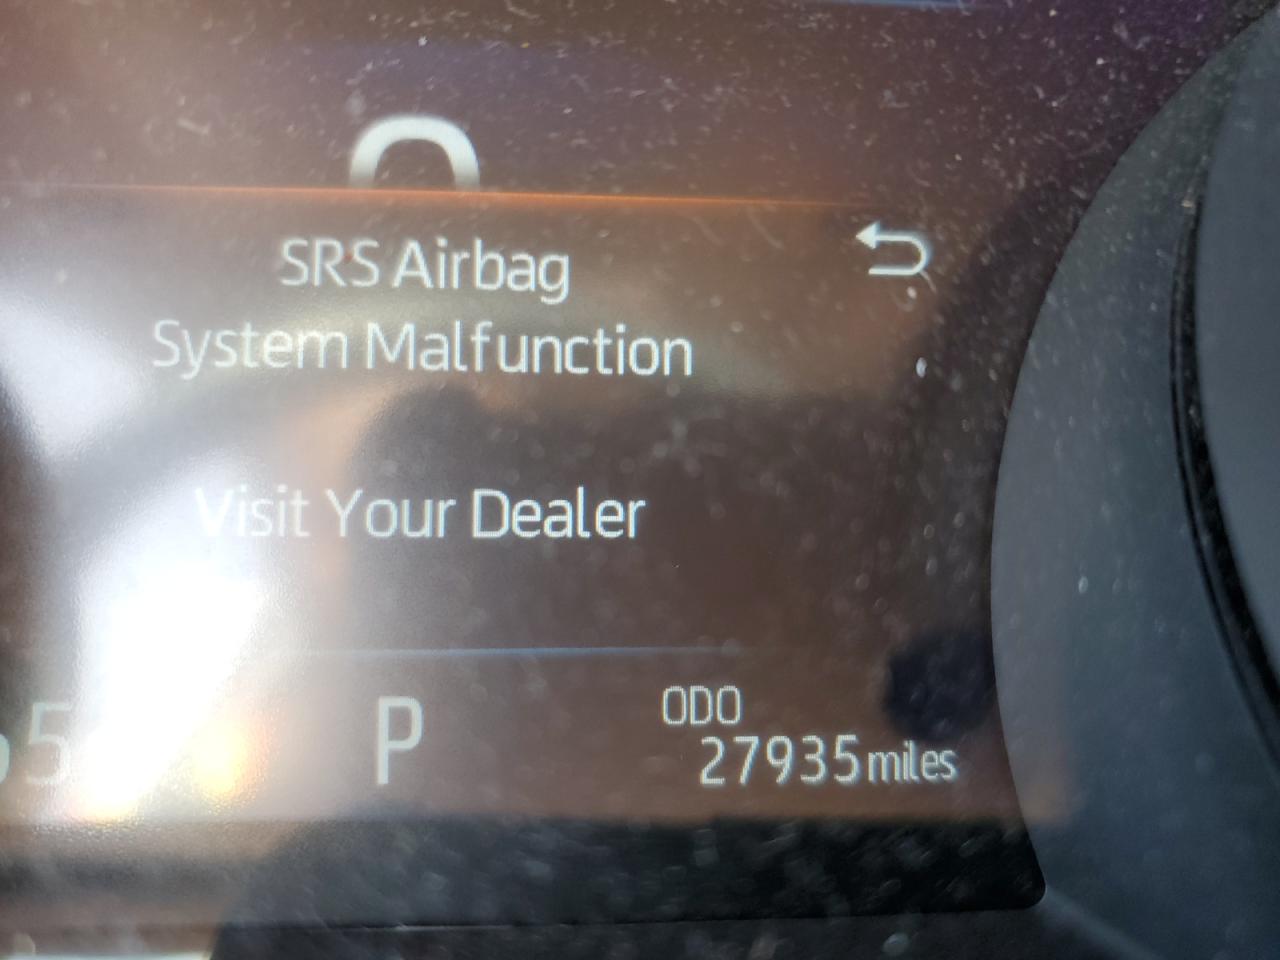 SRS Airbag
System Malfunction
Visit Your Dealer
P
ODO
27935 miles